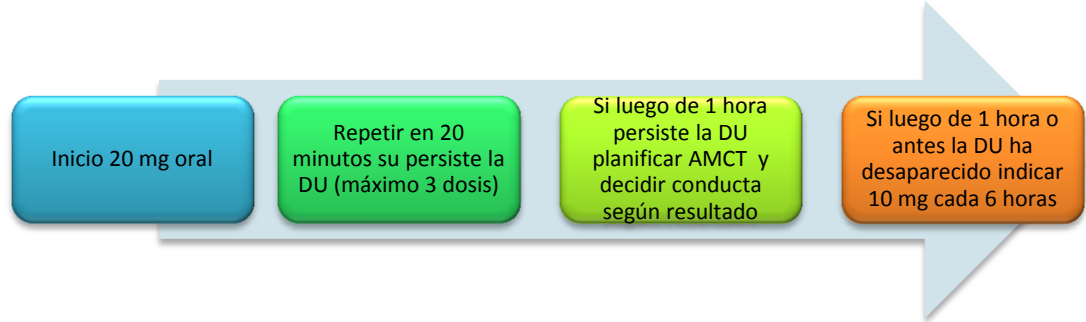 Inicio 20 mg oral
Repetir en 20
minutos su persiste la
DU (máximo 3 dosis)
Si luego de 1 hora
persiste la DU
planificar AMCT y
decidir conducta
según resultado
Si luego de 1 hora o
antes la DU ha
desaparecido indicar
10 mg cada 6 horas